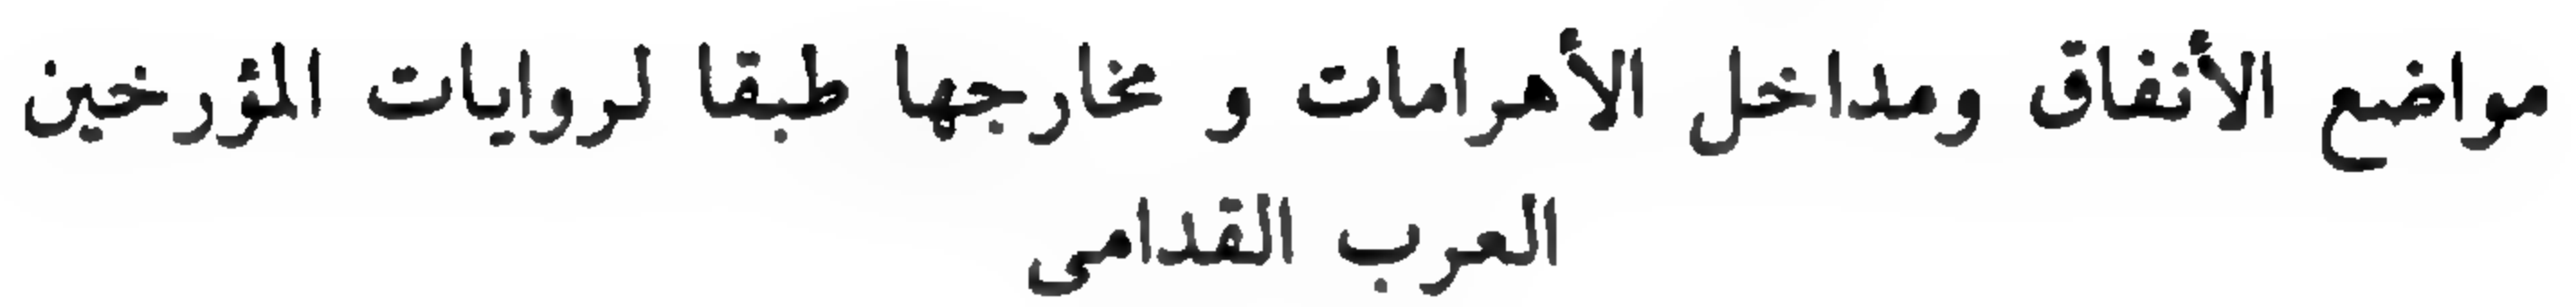 مواضع الأنفاق ومداخل الأهرامات و مخارجها طبقا لروايات المؤرخين
العرب القدامى